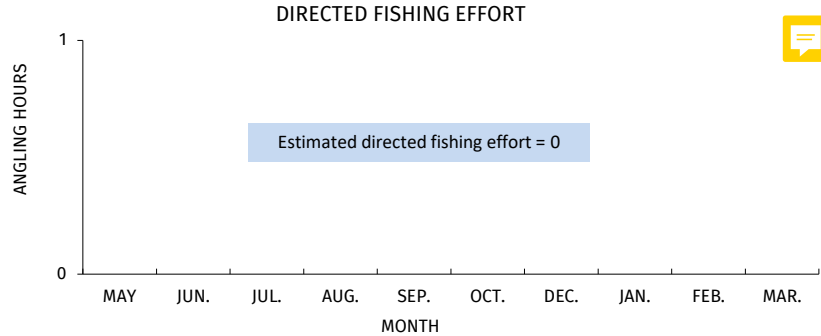 DIRECTED FISHING EFFORT
1
ANGLING HOURS
Estimated directed fishing effort = 0
0
MAY JUN. JUL. AUG. SEP. OCT. DEC. JAN. FEB. MAR.
MONTH